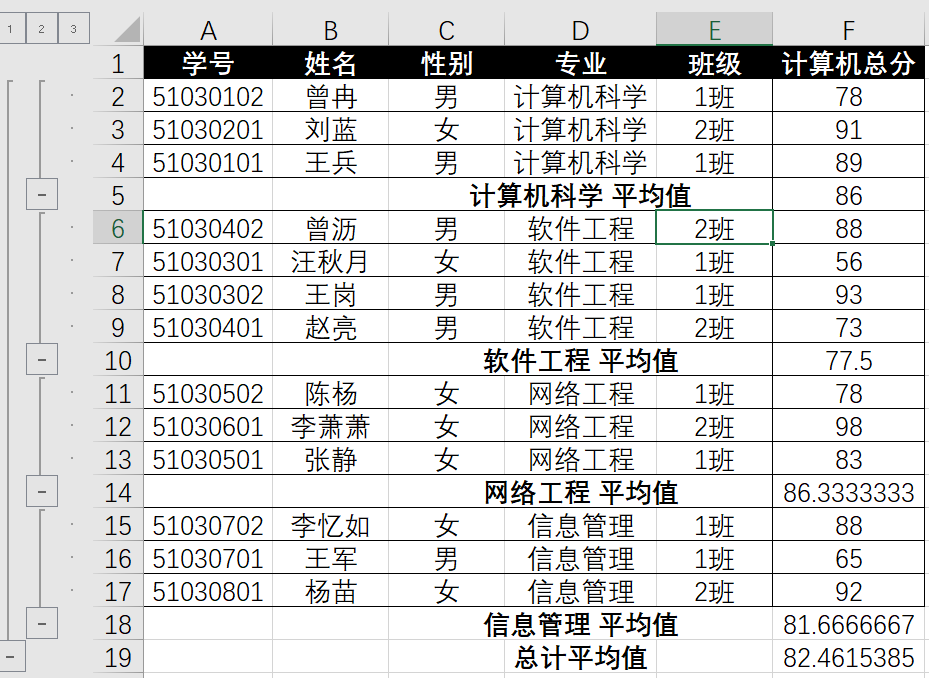 1 2 3 A B C D E F
1 学号 姓名 性别 专业 班级 计算机总分
2 51030102 曾冉 男 计算机科学 1班 78
3 51030201 刘蓝 女 计算机科学 2班 91
4 51030101 王兵 男 计算机科学 1班 89
5 计算机科学 平均值 86
6 51030402 曾沥 男 软件工程 2班 88
7 51030301 汪秋月 女 软件工程 1班 56
8 51030302 王岗 男 软件工程 1班 93
9 51030401 赵亮 男 软件工程 2班 73
10 软件工程 平均值 77.5
11 51030502 陈杨 女 网络工程 1班 78
12 51030601 李萧萧 女 网络工程 2班 98
13 51030501 张静 女 网络工程 1班 83
14 网络工程 平均值 86.3333333
15 51030702 李忆如 女 信息管理 1班 88
16 51030701 王军 男 信息管理 1班 65
17 51030801 杨苗 女 信息管理 2班 92
18 信息管理 平均值 81.6666667
19 总计平均值 82.4615385